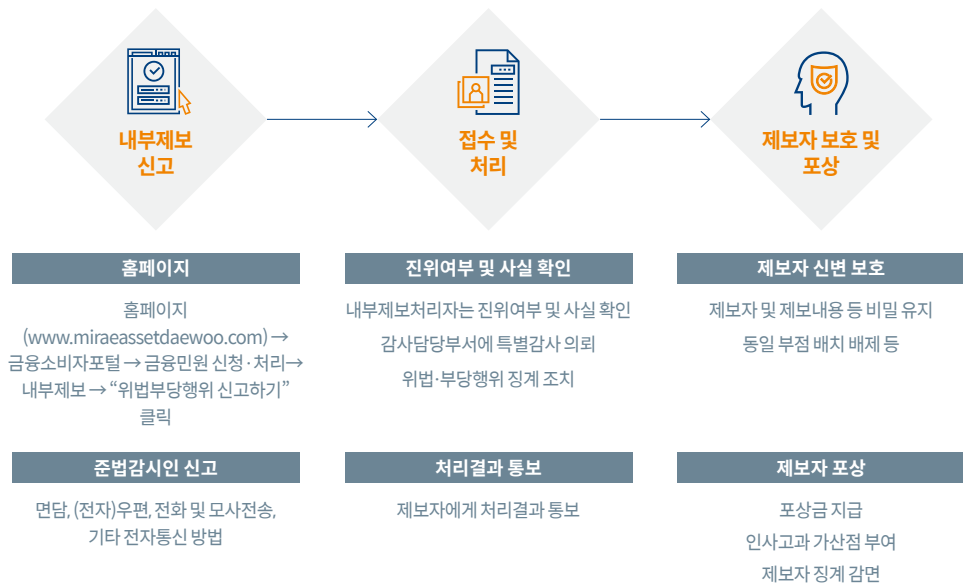 내부제보
신고
접수 및
처리
제보자 보호 및
포상
홈페이지
홈페이지
(www.miraeassetdaewoo.com) →
금융소비자포털 → 금융민원 신청·처리→
내부제보 → “위법부당행위 신고하기”
클릭
준법감시인 신고
면담, (전자)우편, 전화 및 모사전송,
기타 전자통신 방법
진위여부 및 사실 확인
내부제보처리자는 진위여부 및 사실 확인
감사담당부서에 특별감사 의뢰
위법·부당행위 징계 조치
처리결과 통보
제보자에게 처리결과 통보
제보자 신변 보호
제보자 및 제보내용 등 비밀 유지
동일 부점 배치 배제 등
제보자 포상
포상금 지급
인사고과 가산점 부여
제보자 징계 감면